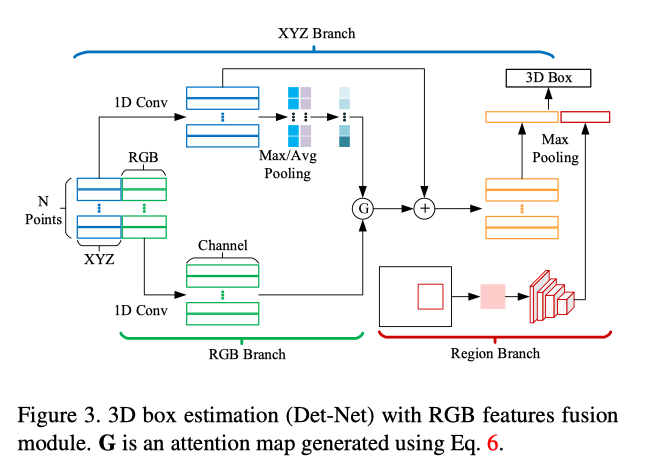 XYZ Branch
3D Box
1D Conv
RGB
Max/Avg
Pooling
Max
Pooling
N
Points
XYZ
G
+
Channel
1D Conv
RGB Branch
Region Branch
Figure 3. 3D box estimation (Det-Net) with RGB features fusion
module. G is an attention map generated using Eq. 6.